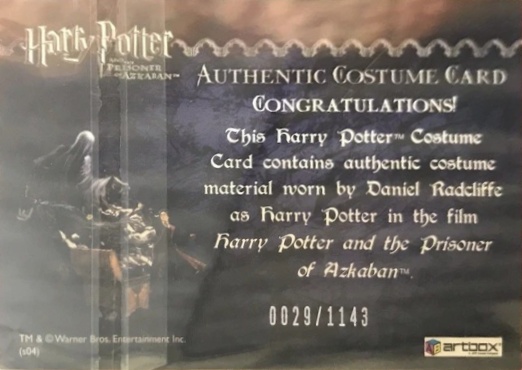 Harry Potter
AND THE
PRISONER
OF AZKABAN™
AUTHENTIC COSTUME CARD
CONGRATULATIONS!
This Harry Potter™ Costume
Card contains authentic costume
material worn by Daniel Radcliffe
as Harry Potter in the film
Harry Potter and the Prisoner
of Azkaban™.
0029/1143
TM & © Warner Bros. Entertainment Inc.
(s04)
artbox